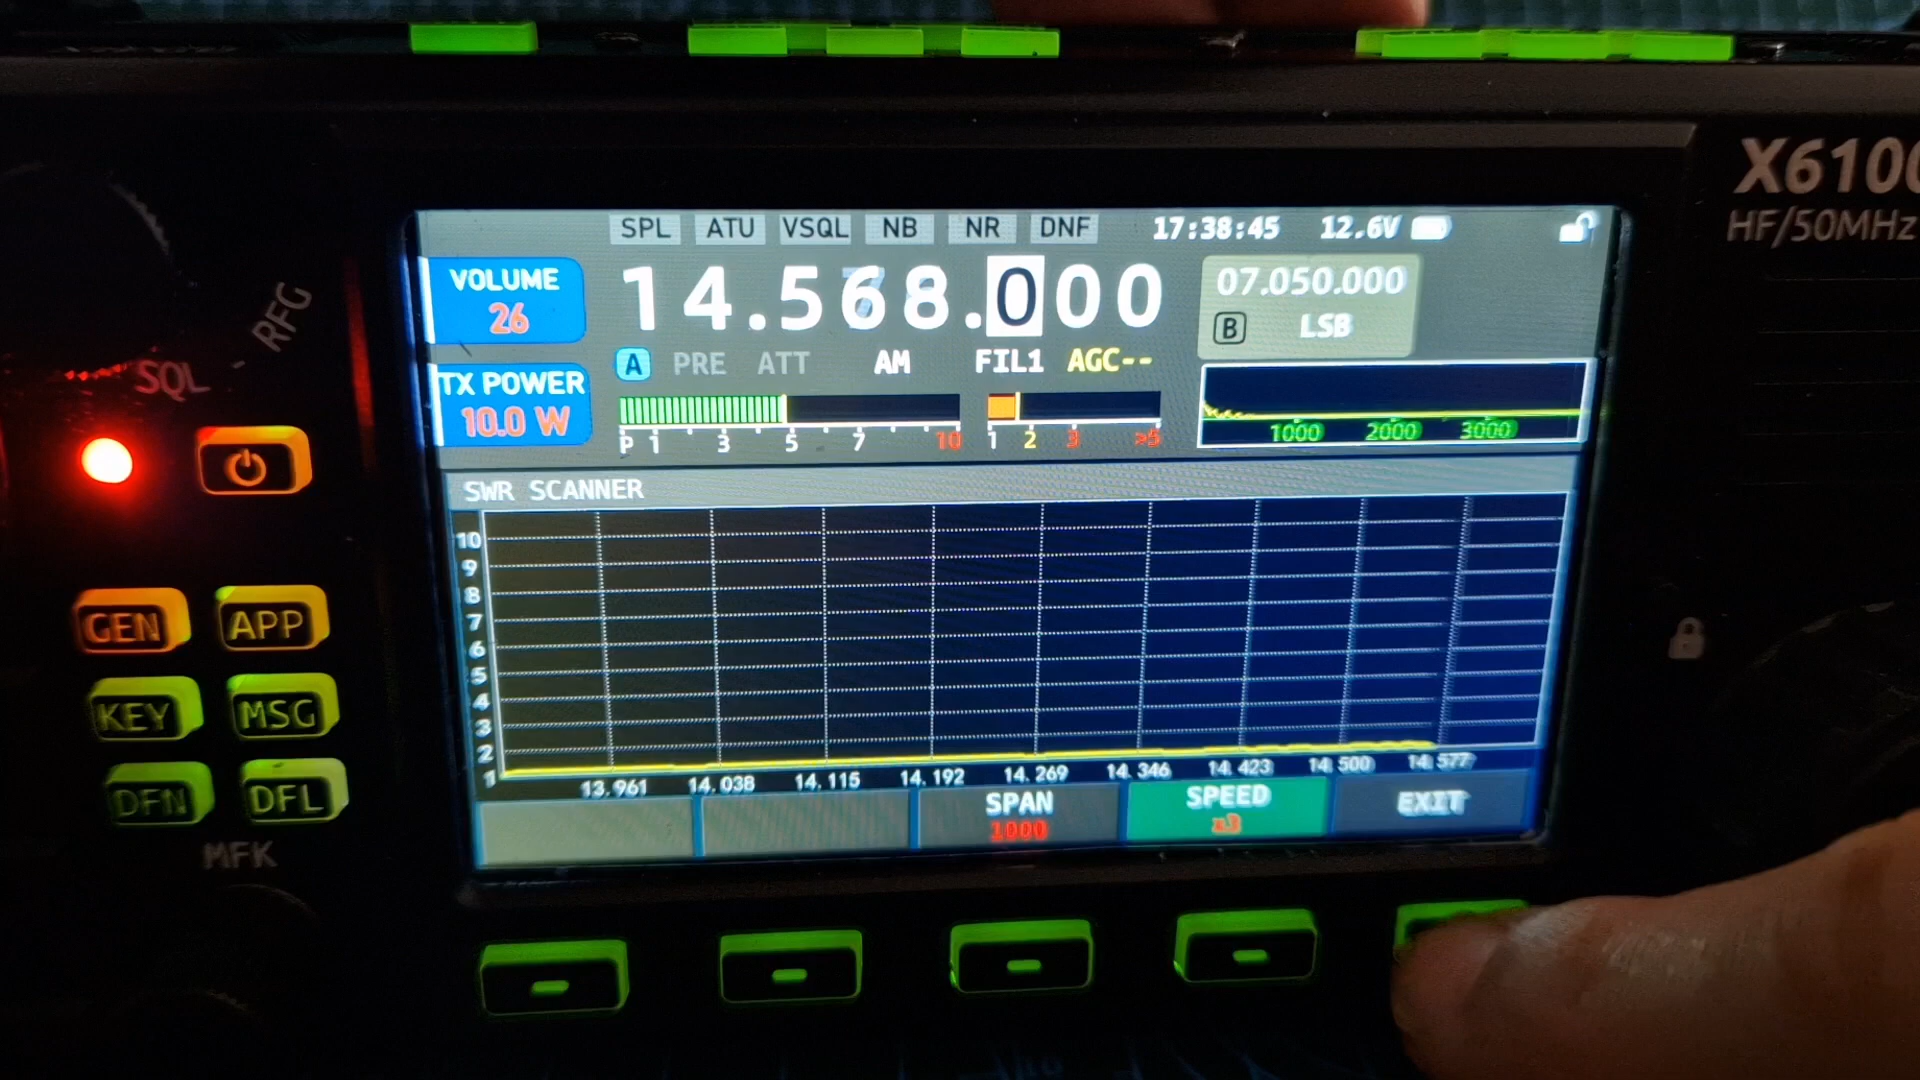 X6100
HF/50MHz
SPL ATU VSQL NB NR DNF 17:38:45 12.6V
VOLUME
26
14.568.000
07.050.000
B LSB
A PRE ATT AM FIL1 AGC--
TX POWER
10.0 W
P 1 3 5 7 10
1 2 3 >5
1000 2000 3000
SWR SCANNER
10
9
8
7
6
5
4
3
2
1
13.961 14.038 14.115 14.192 14.269 14.346 14.423 14.500 14.577
SPAN
1000
SPEED
x3
EXIT
RFG
SQL
GEN APP
KEY MSG
DFN DFL
MFK